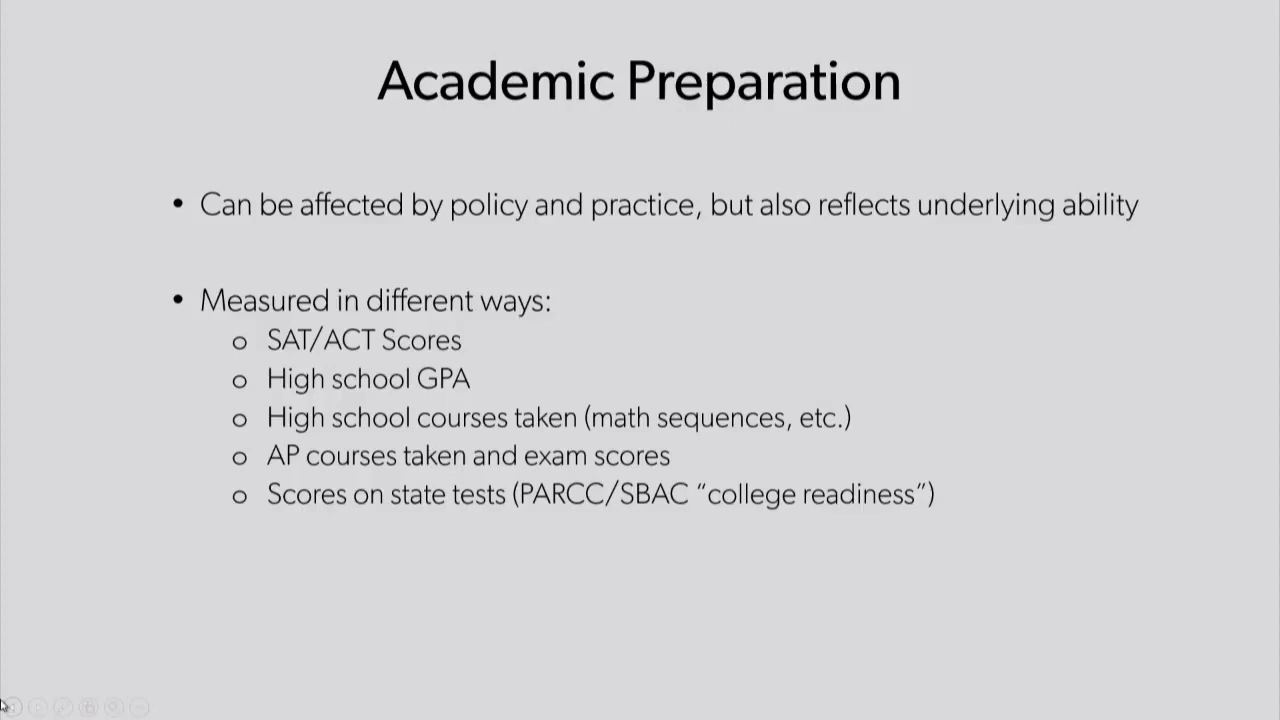 Academic Preparation
• Can be affected by policy and practice, but also reflects underlying ability
• Measured in different ways:
o SAT/ACT Scores
o High school GPA
o High school courses taken (math sequences, etc.)
o AP courses taken and exam scores
o Scores on state tests (PARCC/SBAC “college readiness”)